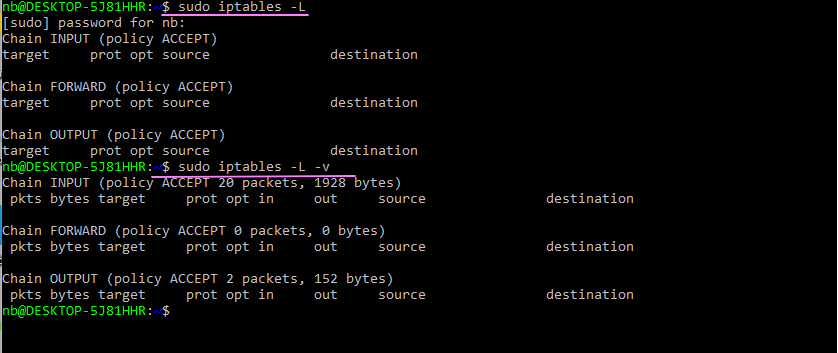 nb@DESKTOP-5J81HHR:~$ sudo iptables -L
[sudo] password for nb:
Chain INPUT (policy ACCEPT)
target     prot opt source               destination
Chain FORWARD (policy ACCEPT)
target     prot opt source               destination
Chain OUTPUT (policy ACCEPT)
target     prot opt source               destination
nb@DESKTOP-5J81HHR:~$ sudo iptables -L -v
Chain INPUT (policy ACCEPT 20 packets, 1928 bytes)
 pkts bytes target     prot opt in     out     source               destination
Chain FORWARD (policy ACCEPT 0 packets, 0 bytes)
 pkts bytes target     prot opt in     out     source               destination
Chain OUTPUT (policy ACCEPT 2 packets, 152 bytes)
 pkts bytes target     prot opt in     out     source               destination
nb@DESKTOP-5J81HHR:~$